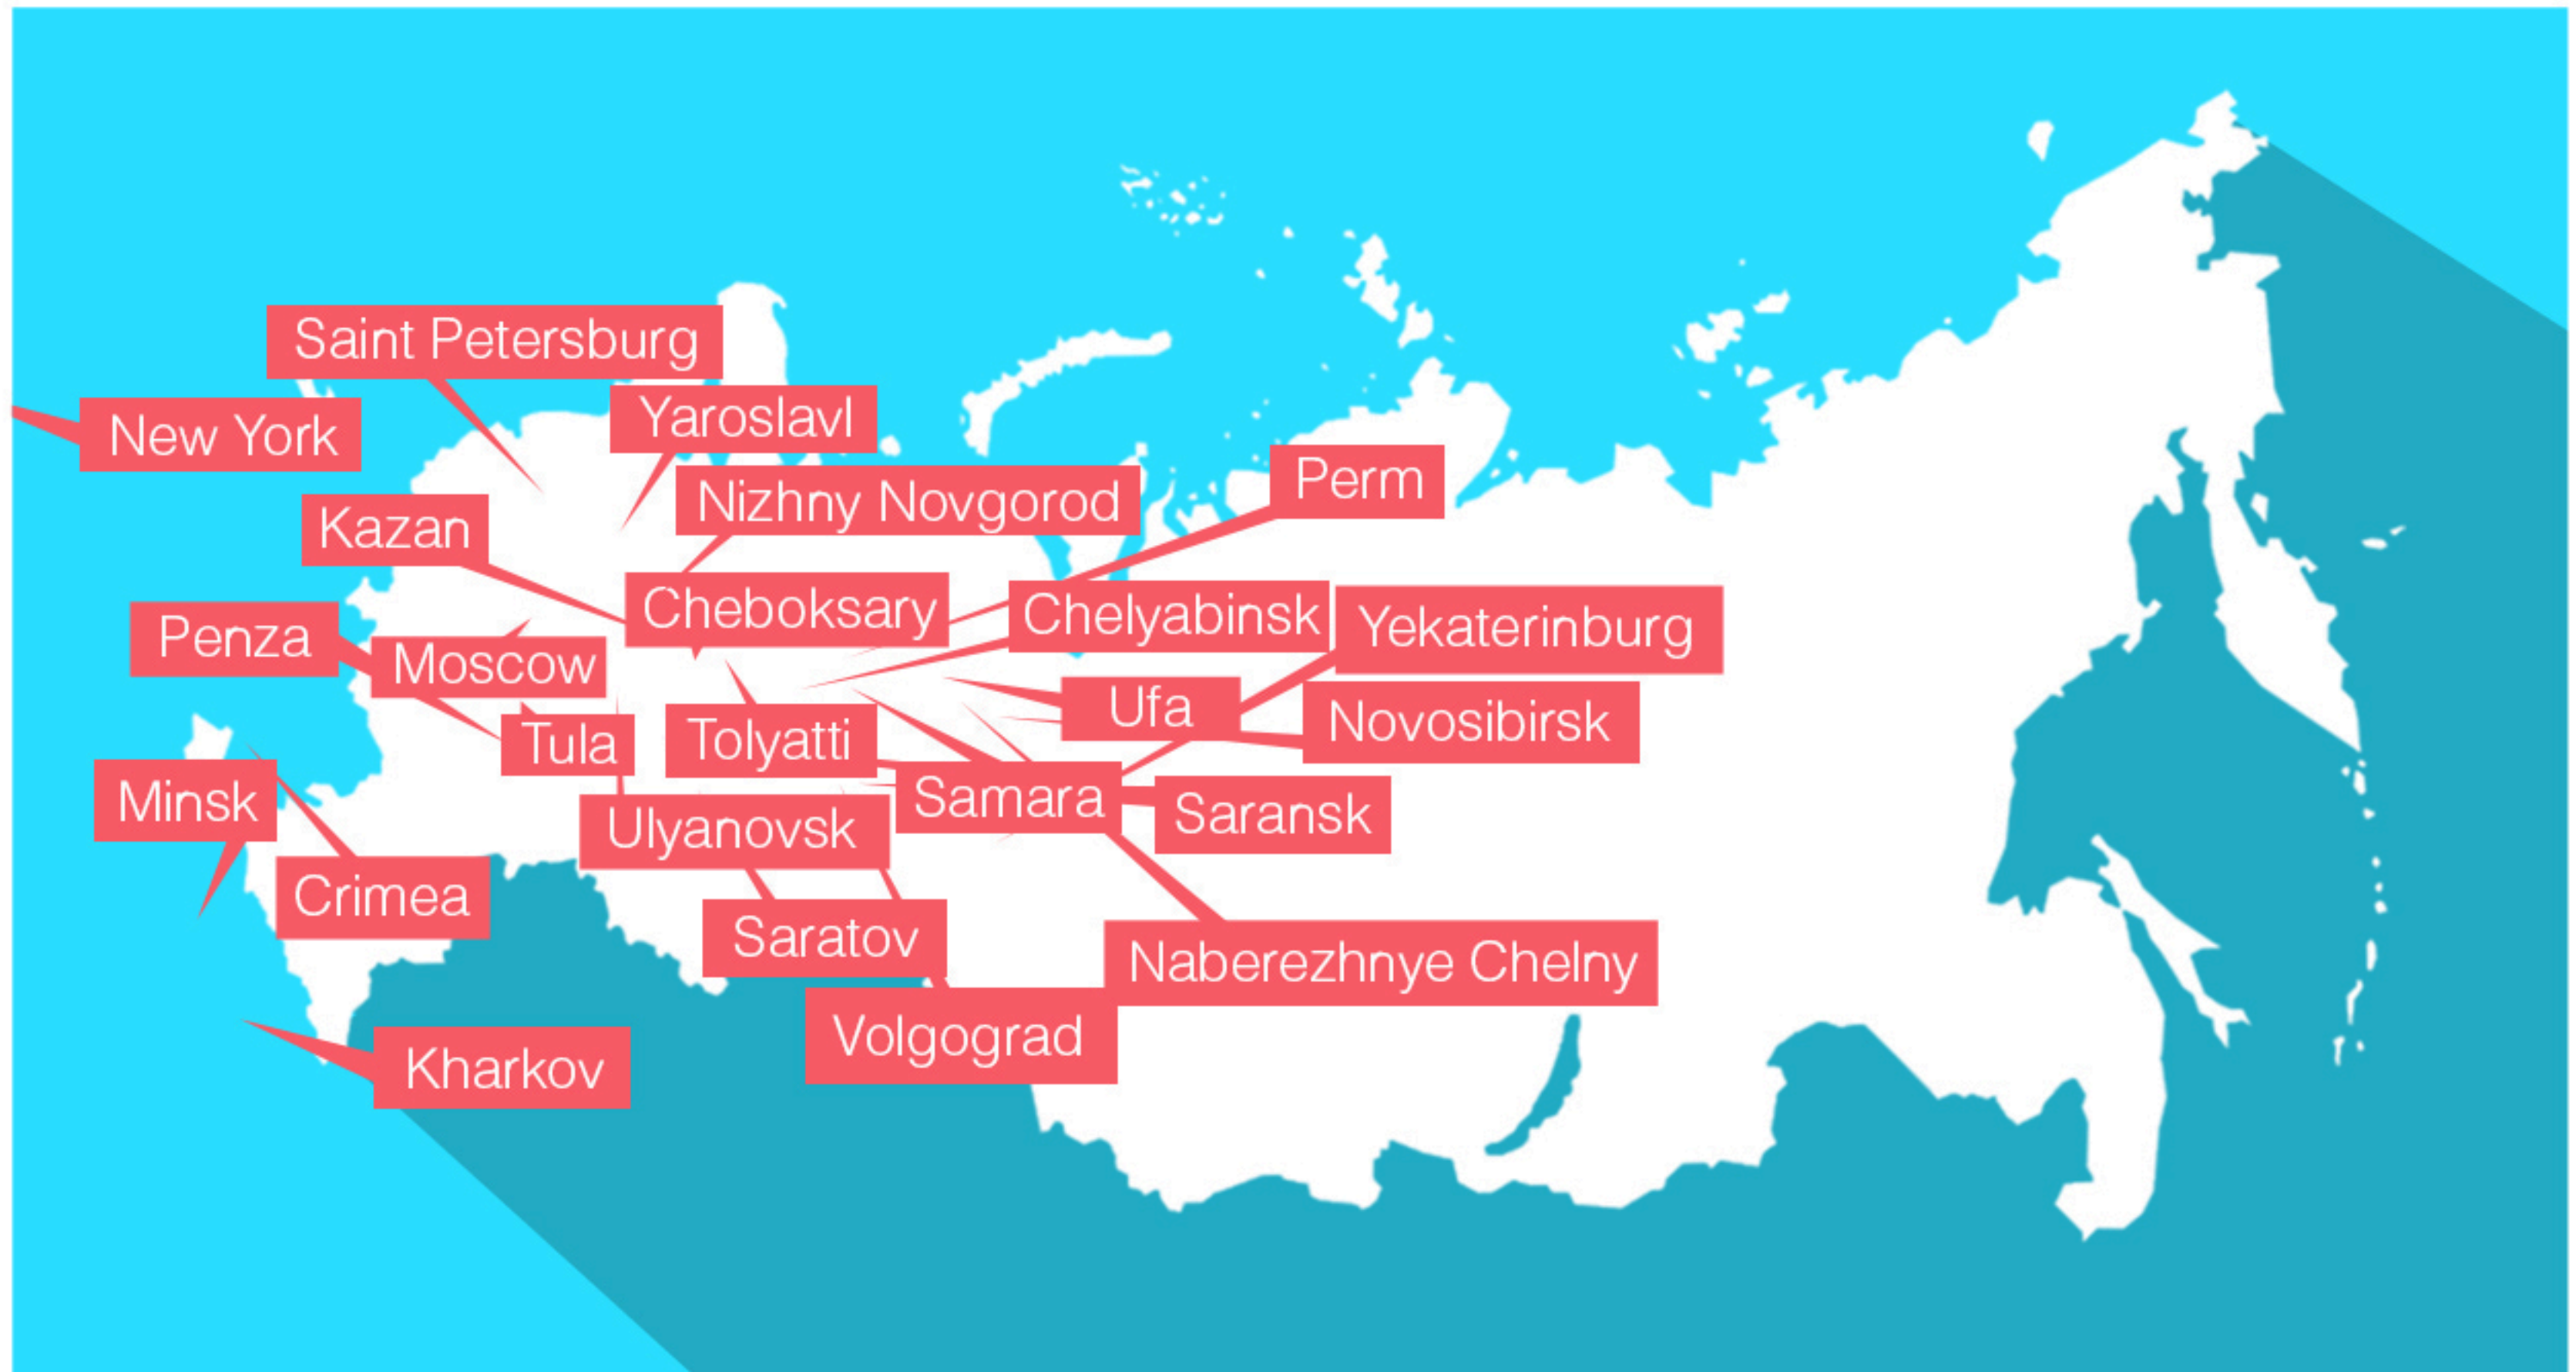 Saint Petersburg
New York
Yaroslavl
Nizhny Novgorod
Perm
Kazan
Cheboksary
Chelyabinsk
Yekaterinburg
Penza
Moscow
Ufa
Novosibirsk
Tula
Tolyatti
Minsk
Samara
Saransk
Ulyanovsk
Crimea
Saratov
Naberezhnye Chelny
Volgograd
Kharkov